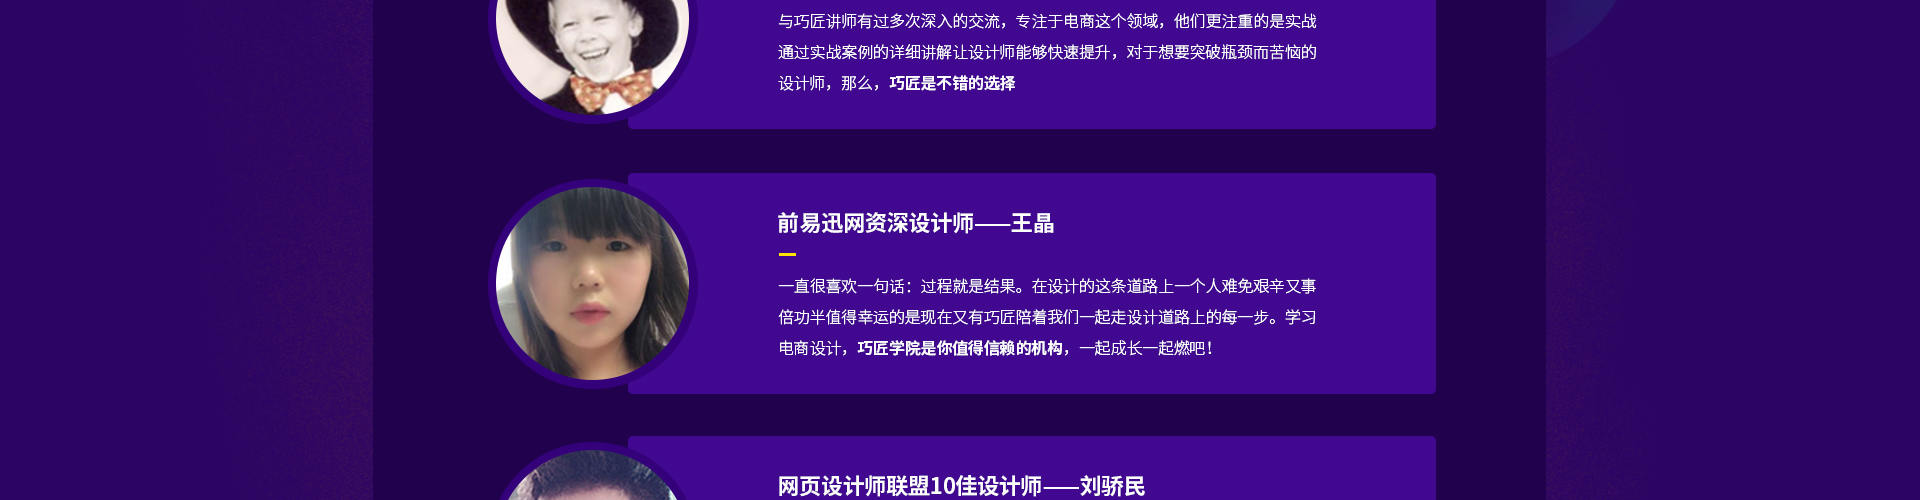 与巧匠讲师有过多次深入的交流，专注于电商这个领域，他们更注重的是实战
通过实战案例的详细讲解让设计师能够快速提升，对于想要突破瓶颈而苦恼的
设计师，那么，巧匠是不错的选择
前易迅网资深设计师——王晶
一直很喜欢一句话：过程就是结果。在设计的这条道路上一个人难免艰辛又事
倍功半值得幸运的是现在又有巧匠陪着我们一起走设计道路上的每一步。学习
电商设计，巧匠学院是你值得信赖的机构，一起成长一起燃吧！
网页设计师联盟10佳设计师——刘骄民